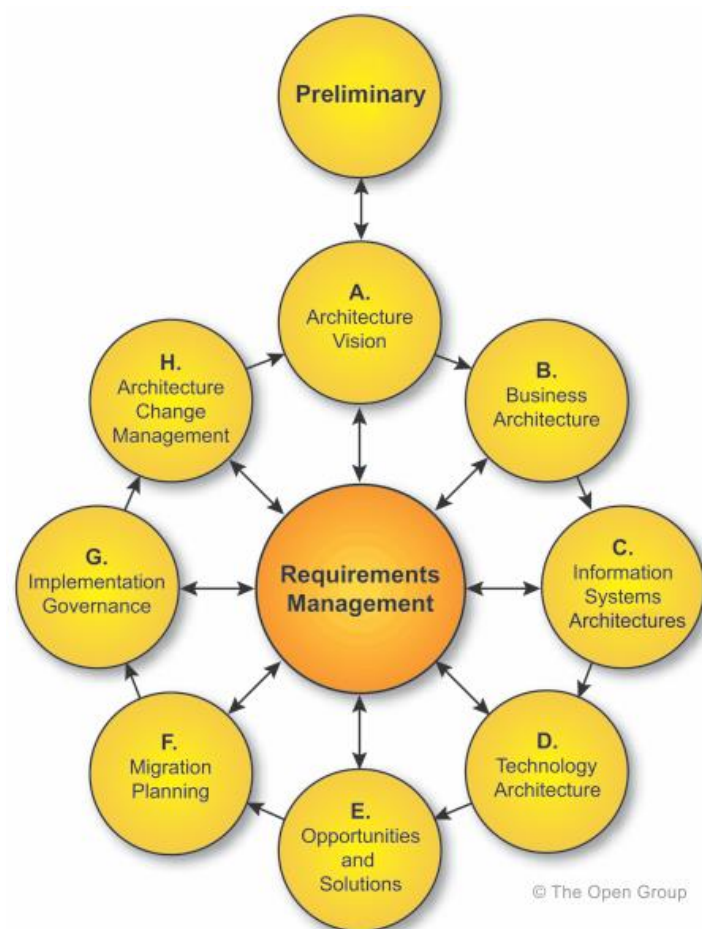 Preliminary
A.
Architecture
Vision
B.
Business
Architecture
C.
Information
Systems
Architectures
D.
Technology
Architecture
E.
Opportunities
and
Solutions
F.
Migration
Planning
G.
Implementation
Governance
H.
Architecture
Change
Management
Requirements
Management
© The Open Group